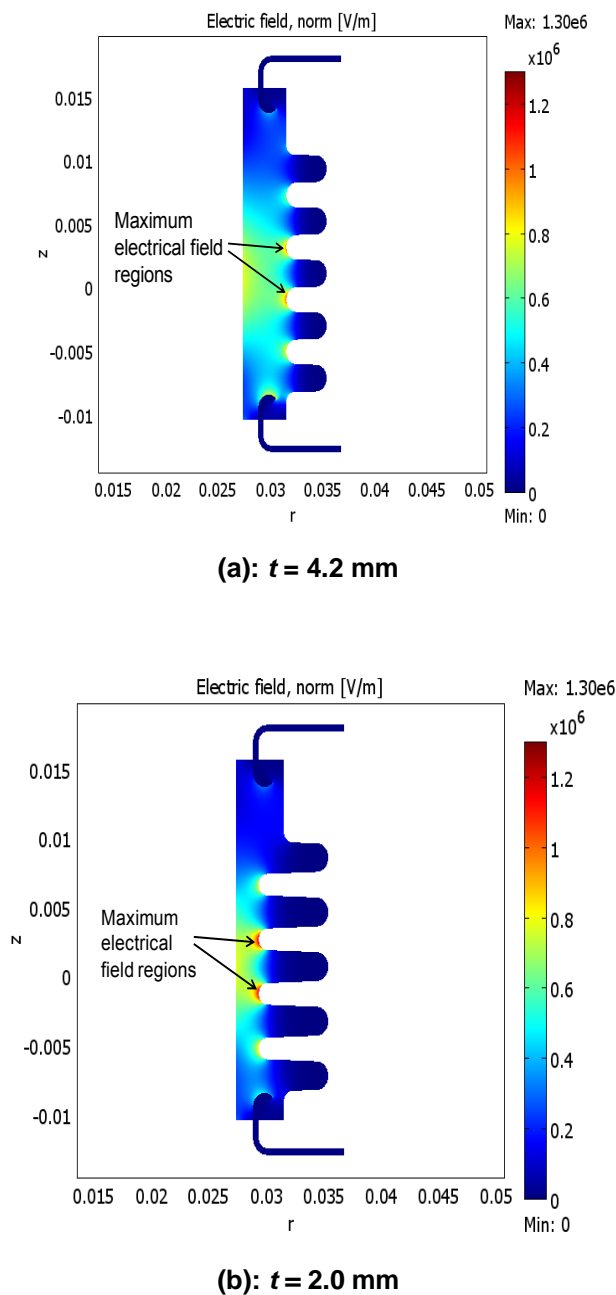 Electric field, norm [V/m]
Max: 1.30e6
×10⁶
0.015
0.01
0.005
0
-0.005
-0.01
z
Maximum
electrical field
regions
1.2
1
0.8
0.6
0.4
0.2
0
Min: 0
0.015 0.02 0.025 0.03 0.035 0.04 0.045 0.05
r
(a): t = 4.2 mm
Electric field, norm [V/m]
Max: 1.30e6
×10⁶
0.015
0.01
0.005
0
-0.005
-0.01
z
Maximum
electrical
field regions
1.2
1
0.8
0.6
0.4
0.2
0
Min: 0
0.015 0.02 0.025 0.03 0.035 0.04 0.045 0.05
r
(b): t = 2.0 mm